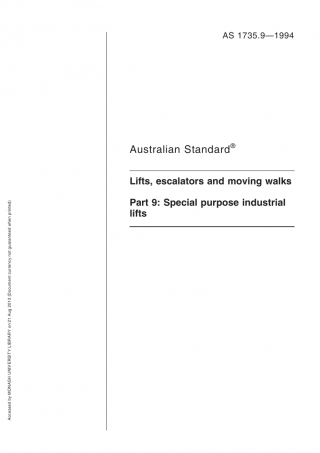 AS 1735.9—1994
Australian Standard®
Lifts, escalators and moving walks
Part 9: Special purpose industrial
lifts
Accessed by MONASH UNIVERSITY LIBRARY on 21 Aug 2013 (Document currency not guaranteed when printed)